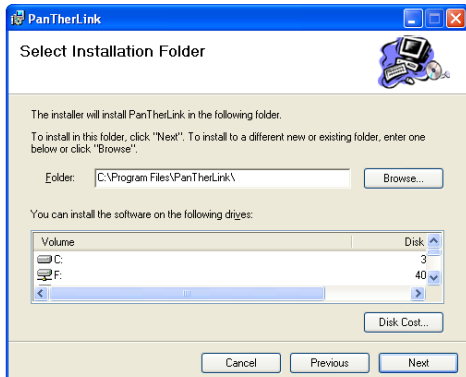 PanTherLink
Select Installation Folder
The installer will install PanTherLink in the following folder.
To install in this folder, click "Next". To install to a different new or existing folder, enter one
below or click "Browse".
Folder: C:\Program Files\PanTherLink\ Browse...
You can install the software on the following drives:
Volume Disk
C: 3
F: 40
Disk Cost...
Cancel Previous Next